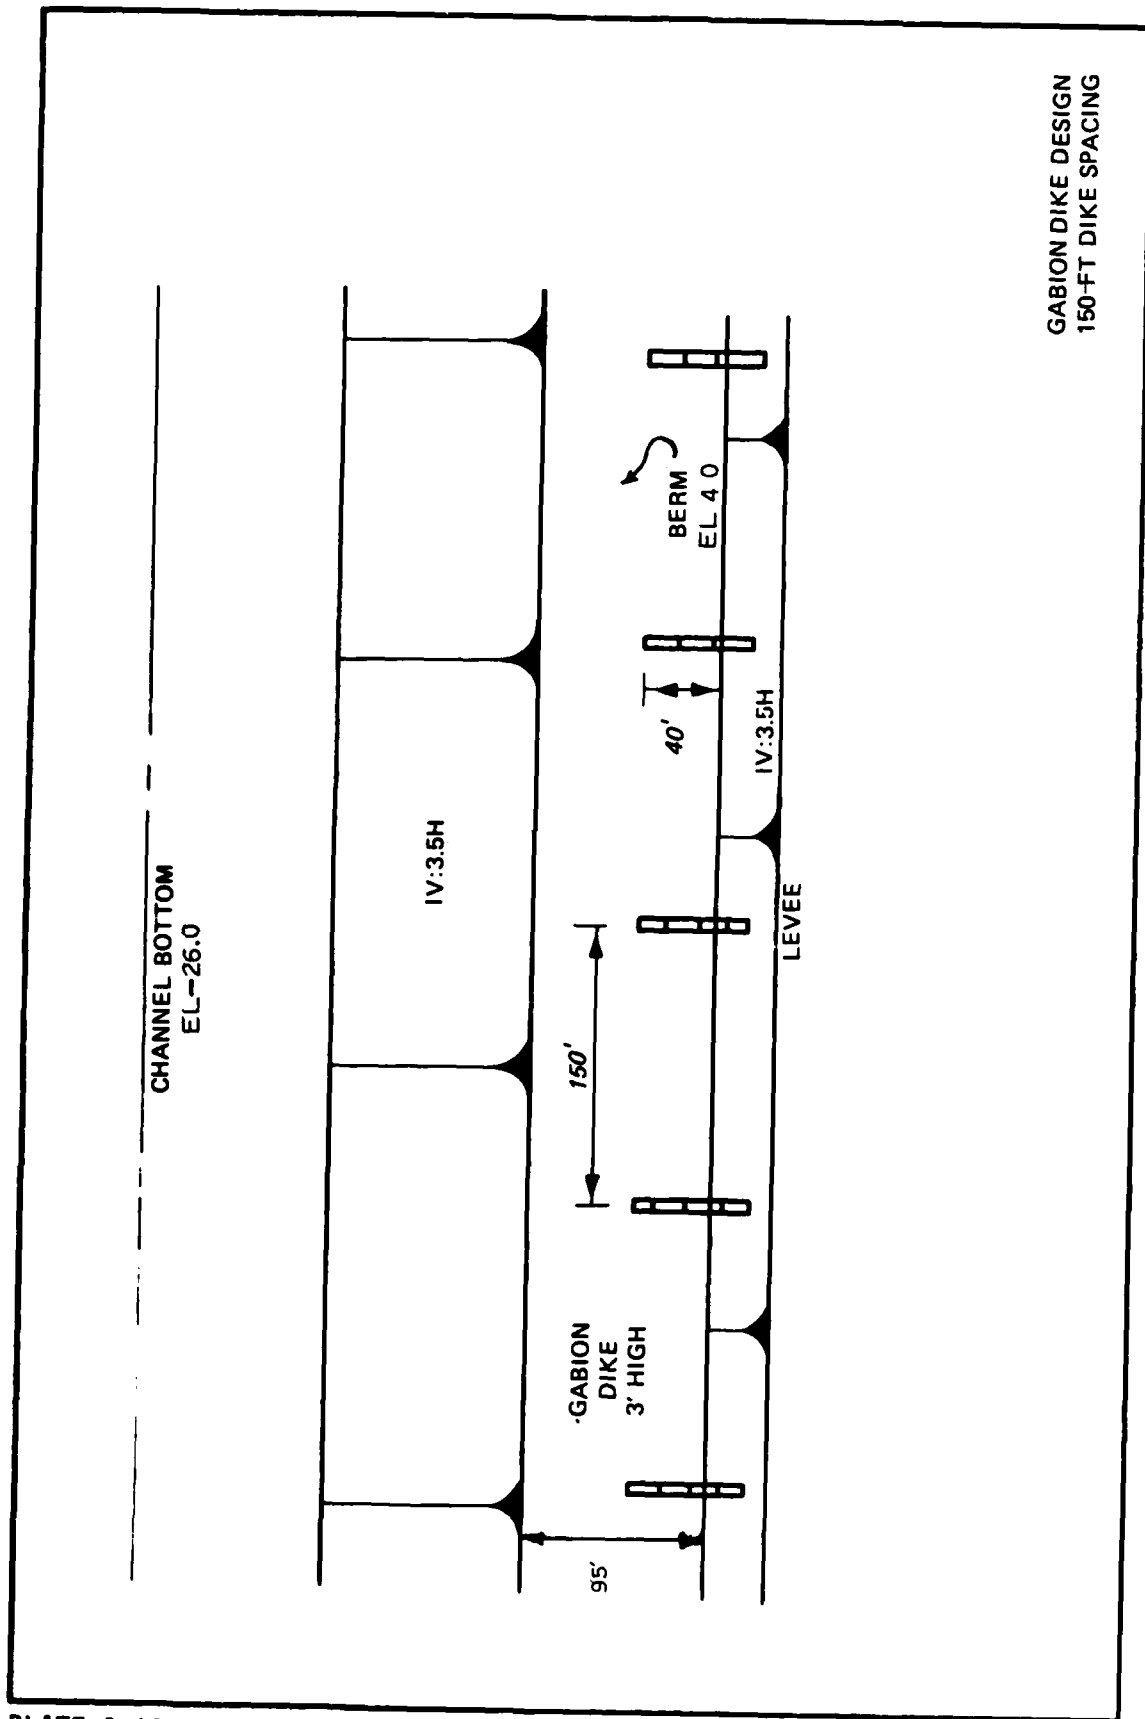 CHANNEL BOTTOM
EL-26.0
IV:3.5H
150'
GABION
DIKE
3' HIGH
95'
40'
BERM
EL 4 0
IV:3.5H
LEVEE
GABION DIKE DESIGN
150-FT DIKE SPACING